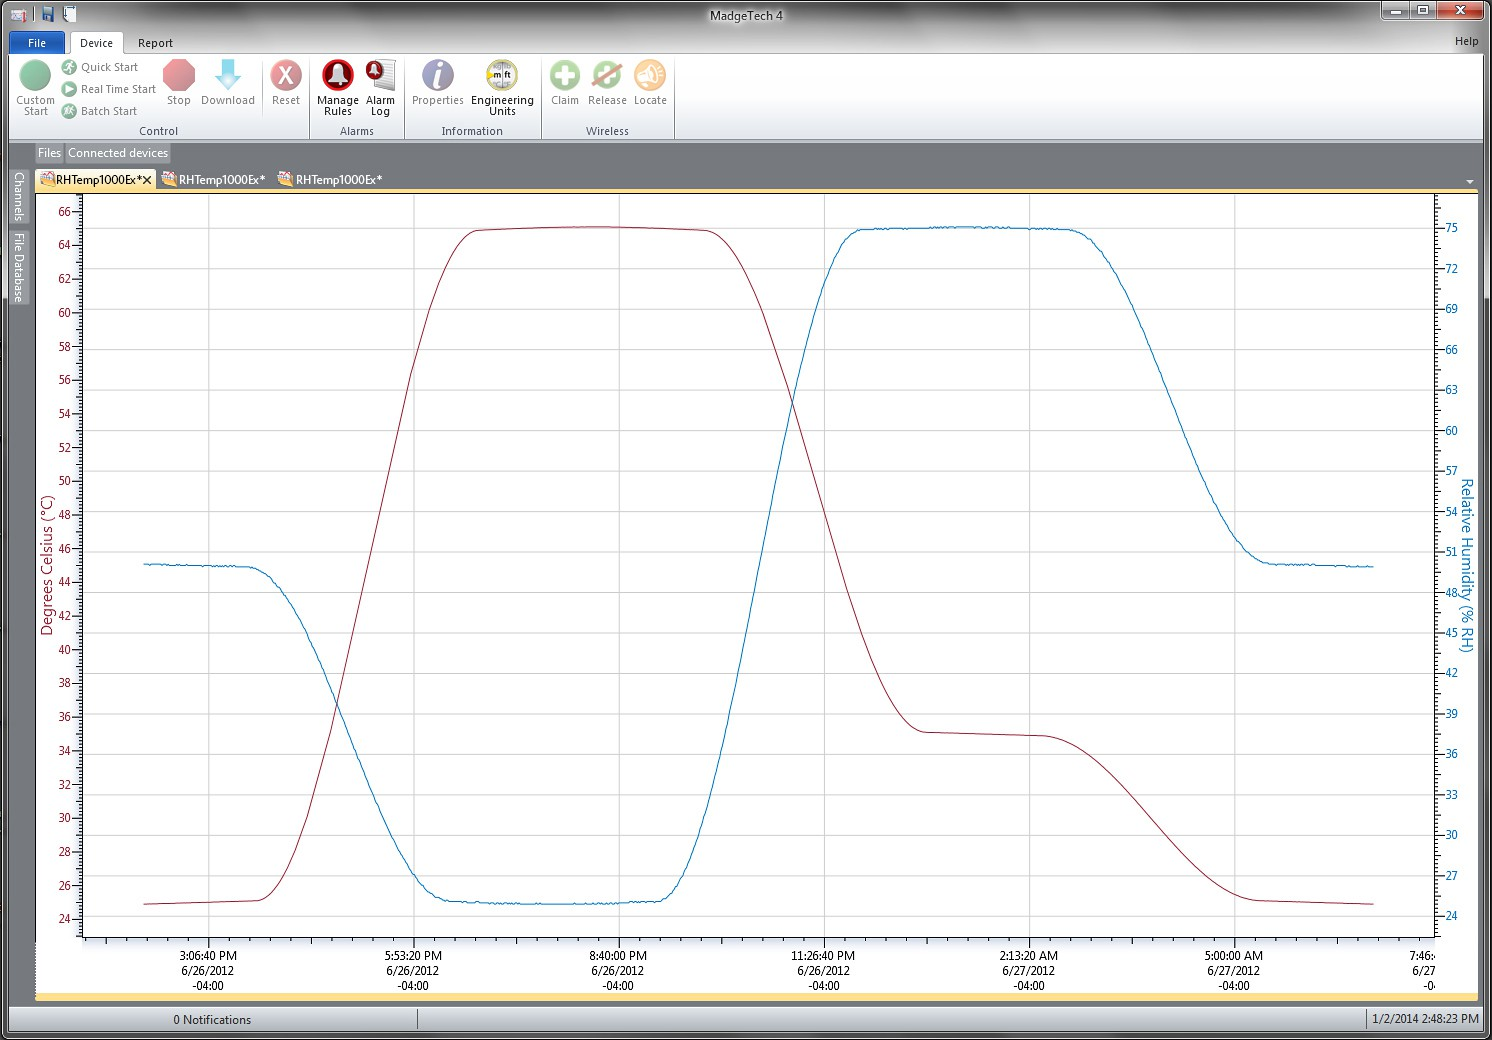 MadgeTech 4
File Device Report Help
Custom Start
Quick Start
Real Time Start
Batch Start
Stop
Download
Reset
Manage Rules
Alarm Log
Properties
Engineering Units
m ft
Claim
Release
Locate
Control
Alarms
Information
Wireless
Files Connected devices
RHTemp1000Ex* RHTemp1000Ex* RHTemp1000Ex*
Channels
File Database
Degrees Celsius (°C)
66
64
62
60
58
56
54
52
50
48
46
44
42
40
38
36
34
32
30
28
26
24
75
72
69
66
63
60
57
54
51
48
45
42
39
36
33
30
27
24
Relative Humidity (% RH)
3:06:40 PM 5:53:20 PM 8:40:00 PM 11:26:40 PM 2:13:20 AM 5:00:00 AM 7:46:
6/26/2012 6/26/2012 6/26/2012 6/26/2012 6/27/2012 6/27/2012 6/27
-04:00 -04:00 -04:00 -04:00 -04:00 -04:00 -0
0 Notifications 1/2/2014 2:48:23 PM